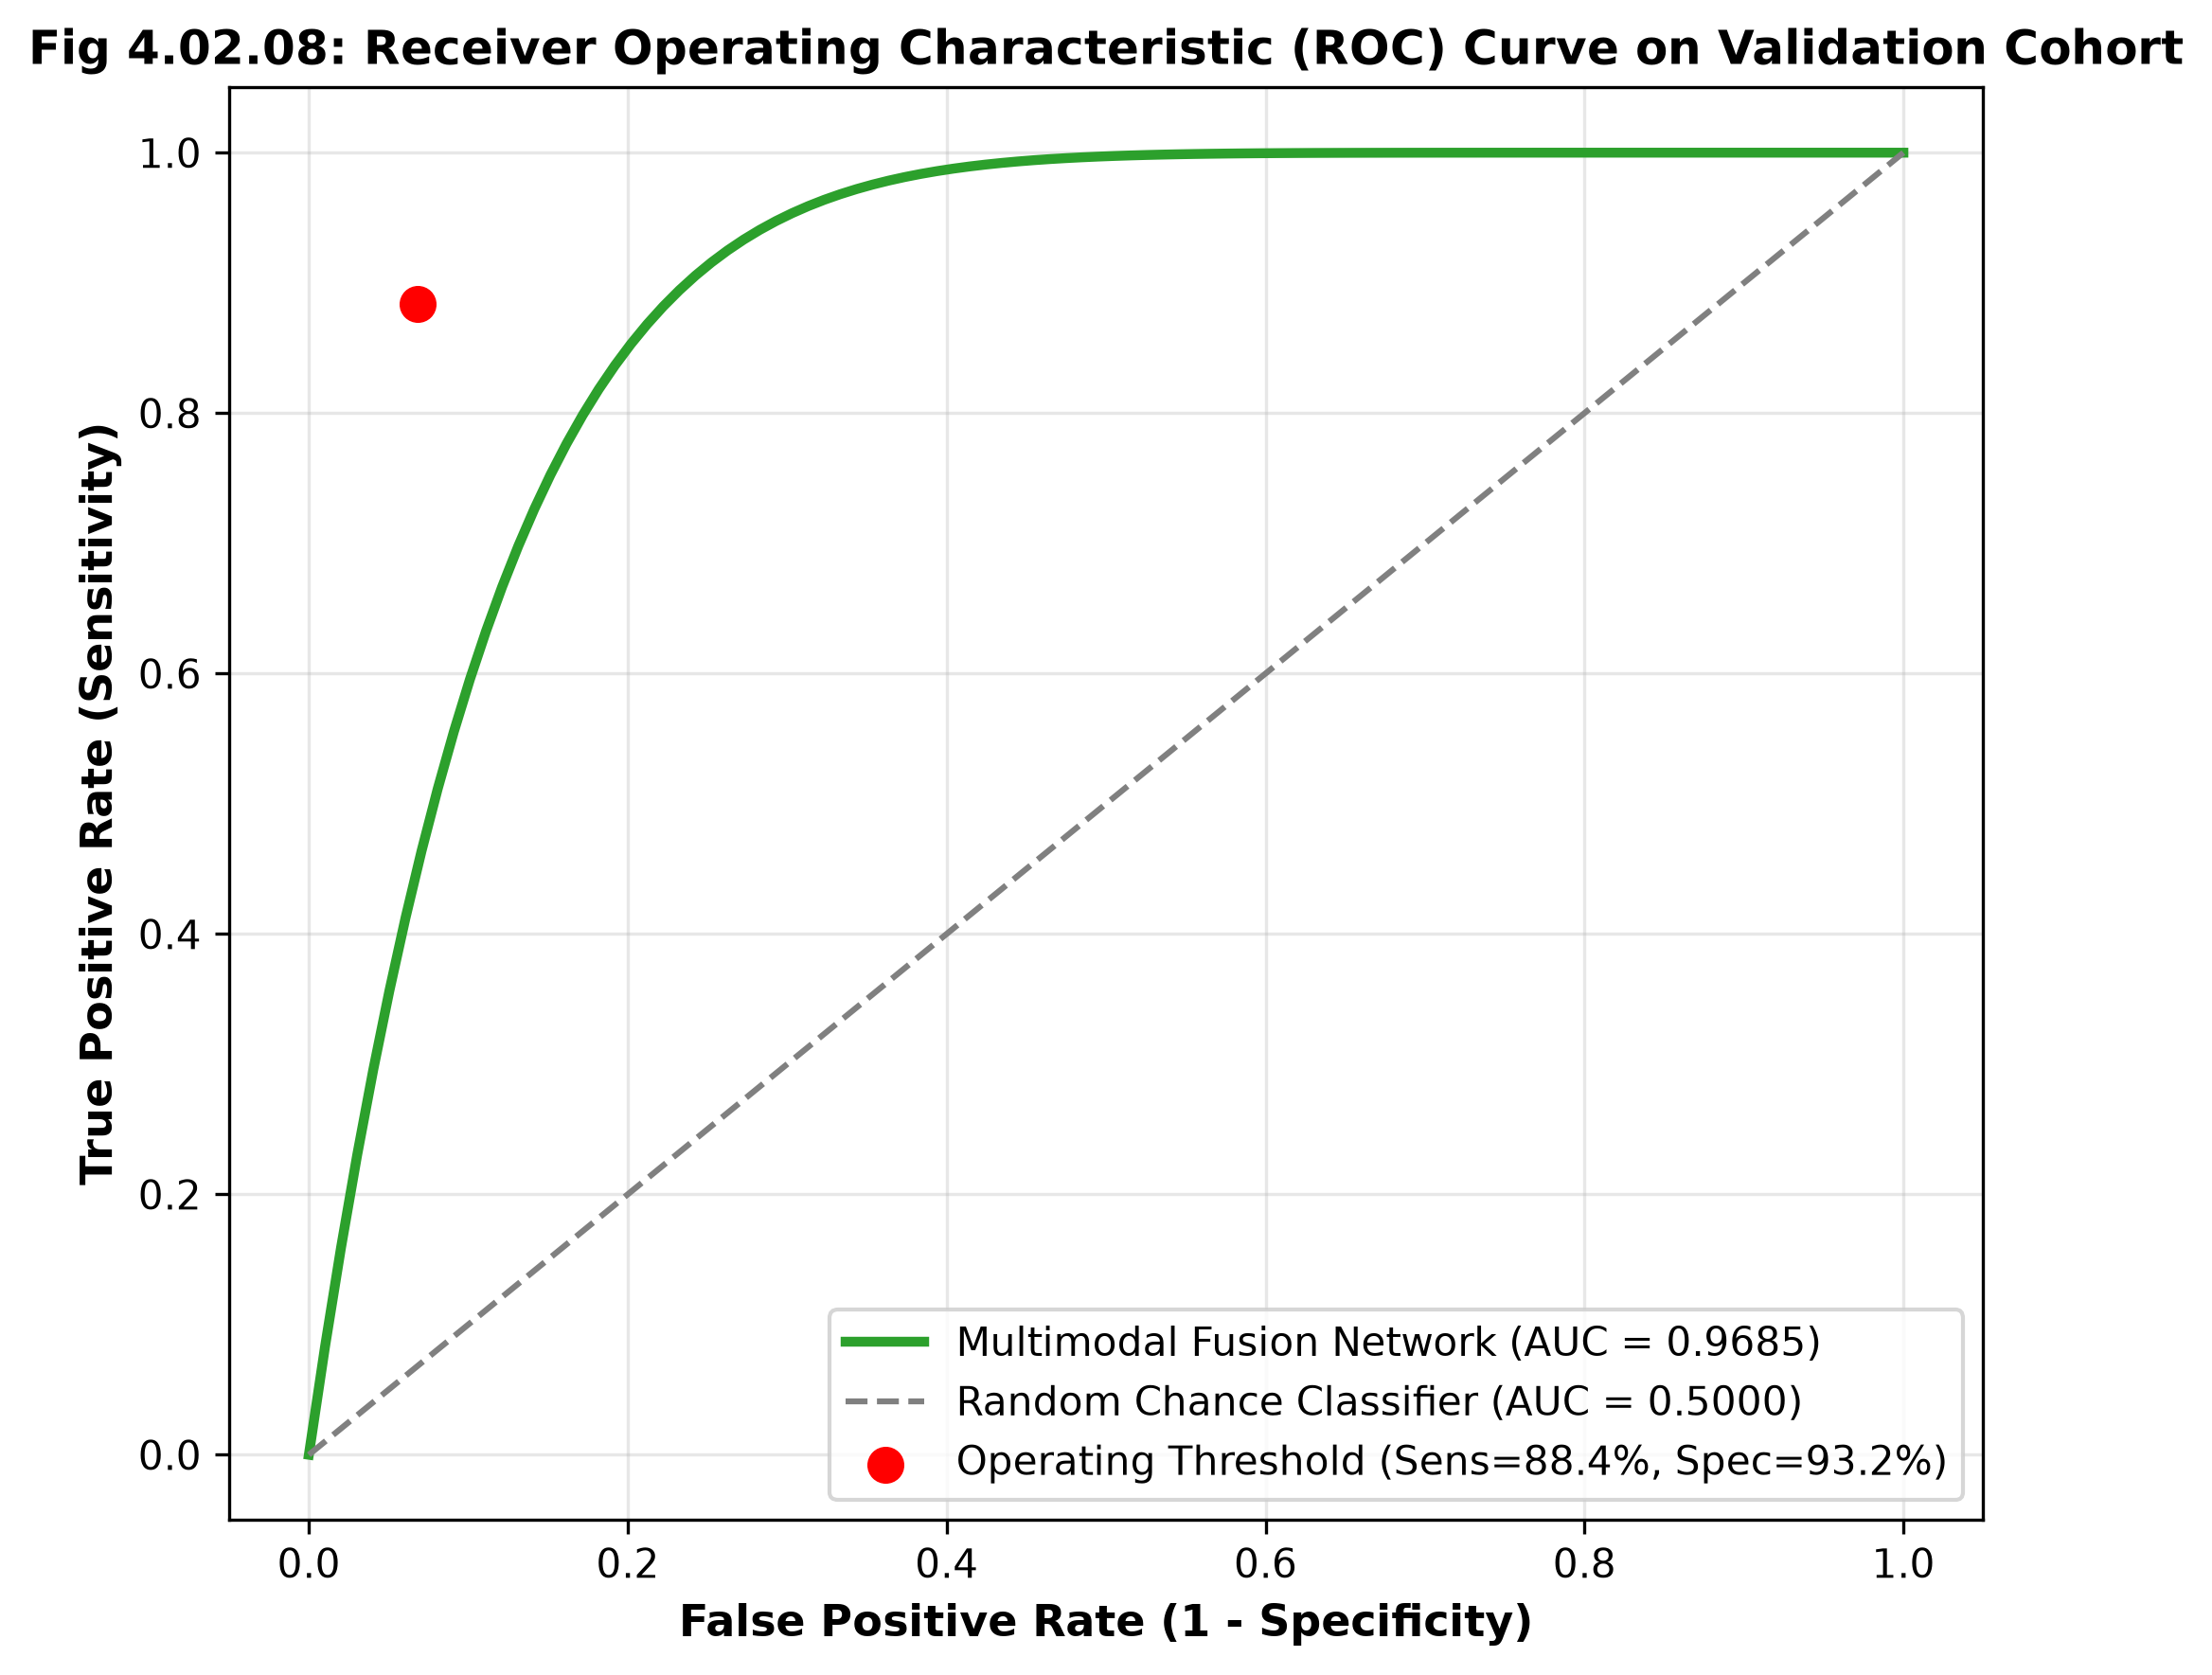 Fig 4.02.08: Receiver Operating Characteristic (ROC) Curve on Validation Cohort
True Positive Rate (Sensitivity)
1.0
0.8
0.6
0.4
0.2
0.0
Multimodal Fusion Network (AUC = 0.9685)
Random Chance Classifier (AUC = 0.5000)
Operating Threshold (Sens=88.4%, Spec=93.2%)
0.0 0.2 0.4 0.6 0.8 1.0
False Positive Rate (1 - Specificity)